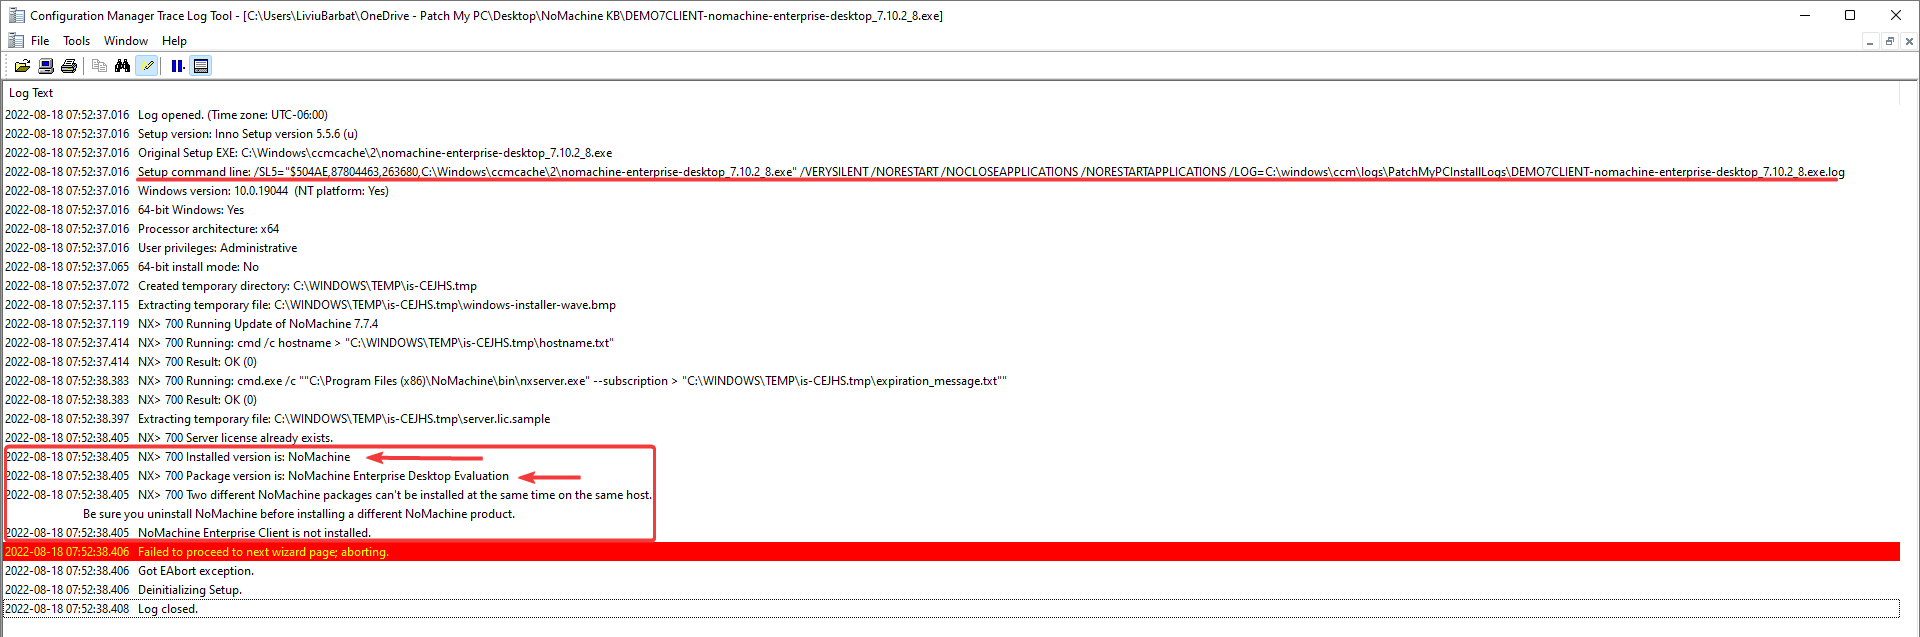 Configuration Manager Trace Log Tool - [C:\Users\LiviuBarbat\OneDrive - Patch My PC\Desktop\NoMachine KB\DEMO7CLIENT-nomachine-enterprise-desktop_7.10.2_8.exe]
File Tools Window Help
Log Text
2022-08-18 07:52:37.016 Log opened. (Time zone: UTC-06:00)
2022-08-18 07:52:37.016 Setup version: Inno Setup version 5.5.6 (u)
2022-08-18 07:52:37.016 Original Setup EXE: C:\Windows\ccmcache\2\nomachine-enterprise-desktop_7.10.2_8.exe
2022-08-18 07:52:37.016 Setup command line: /SL5="$504AE,87804463,263680,C:\Windows\ccmcache\2\nomachine-enterprise-desktop_7.10.2_8.exe" /VERYSILENT /NORESTART /NOCLOSEAPPLICATIONS /NORESTARTAPPLICATIONS /LOG=C:\windows\ccm\logs\PatchMyPCInstallLogs\DEMO7CLIENT-nomachine-enterprise-desktop_7.10.2_8.exe.log
2022-08-18 07:52:37.016 Windows version: 10.0.19044 (NT platform: Yes)
2022-08-18 07:52:37.016 64-bit Windows: Yes
2022-08-18 07:52:37.016 Processor architecture: x64
2022-08-18 07:52:37.016 User privileges: Administrative
2022-08-18 07:52:37.065 64-bit install mode: No
2022-08-18 07:52:37.072 Created temporary directory: C:\WINDOWS\TEMP\is-CEJHS.tmp
2022-08-18 07:52:37.115 Extracting temporary file: C:\WINDOWS\TEMP\is-CEJHS.tmp\windows-installer-wave.bmp
2022-08-18 07:52:37.119 NX> 700 Running Update of NoMachine 7.7.4
2022-08-18 07:52:37.414 NX> 700 Running: cmd /c hostname > "C:\WINDOWS\TEMP\is-CEJHS.tmp\hostname.txt"
2022-08-18 07:52:37.414 NX> 700 Result: OK (0)
2022-08-18 07:52:38.383 NX> 700 Running: cmd.exe /c ""C:\Program Files (x86)\NoMachine\bin\nxserver.exe" --subscription > "C:\WINDOWS\TEMP\is-CEJHS.tmp\expiration_message.txt""
2022-08-18 07:52:38.383 NX> 700 Result: OK (0)
2022-08-18 07:52:38.397 Extracting temporary file: C:\WINDOWS\TEMP\is-CEJHS.tmp\server.lic.sample
2022-08-18 07:52:38.405 NX> 700 Server license already exists.
2022-08-18 07:52:38.405 NX> 700 Installed version is: NoMachine
2022-08-18 07:52:38.405 NX> 700 Package version is: NoMachine Enterprise Desktop Evaluation
2022-08-18 07:52:38.405 NX> 700 Two different NoMachine packages can't be installed at the same time on the same host.
Be sure you uninstall NoMachine before installing a different NoMachine product.
2022-08-18 07:52:38.405 NoMachine Enterprise Client is not installed.
2022-08-18 07:52:38.406 Failed to proceed to next wizard page; aborting.
2022-08-18 07:52:38.406 Got EAbort exception.
2022-08-18 07:52:38.406 Deinitializing Setup.
2022-08-18 07:52:38.408 Log closed.